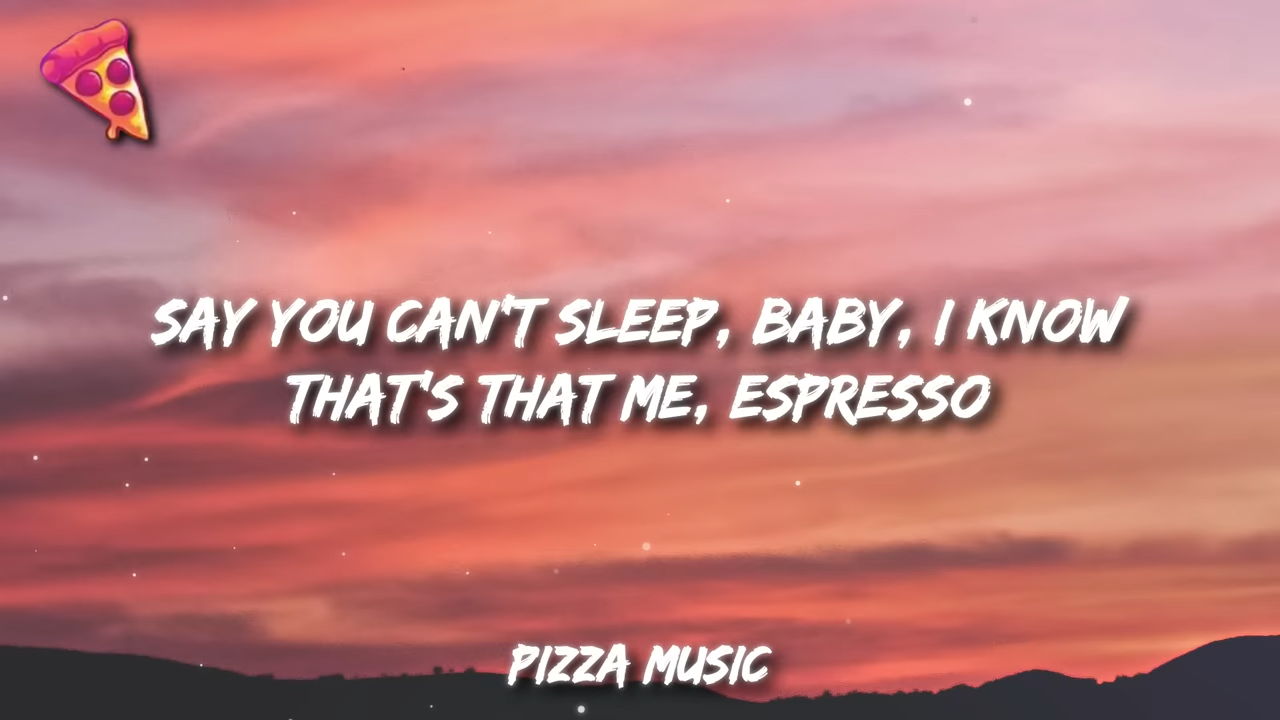 SAY YOU CAN'T SLEEP, BABY, I KNOW
THAT'S THAT ME, ESPRESSO
PIZZA MUSIC